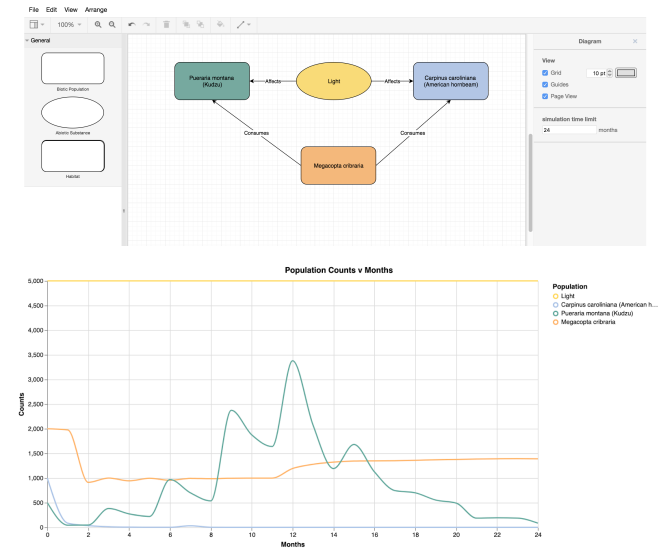 File Edit View Arrange
100%
General
Diagram
View
Grid 10 pt
Guides
Page View
simulation time limit
24 months
Biotic Population
Abiotic Substance
Habitat
Pueraria montana
(Kudzu)
Affects
Light
Affects
Carpinus caroliniana
(American hornbeam)
Consumes
Consumes
Megacopta cribraria
Population Counts v Months
Counts
5,000
4,500
4,000
3,500
3,000
2,500
2,000
1,500
1,000
500
0
0 2 4 6 8 10 12 14 16 18 20 22 24
Months
Population
Light
Carpinus caroliniana (American h...
Pueraria montana (Kudzu)
Megacopta cribraria